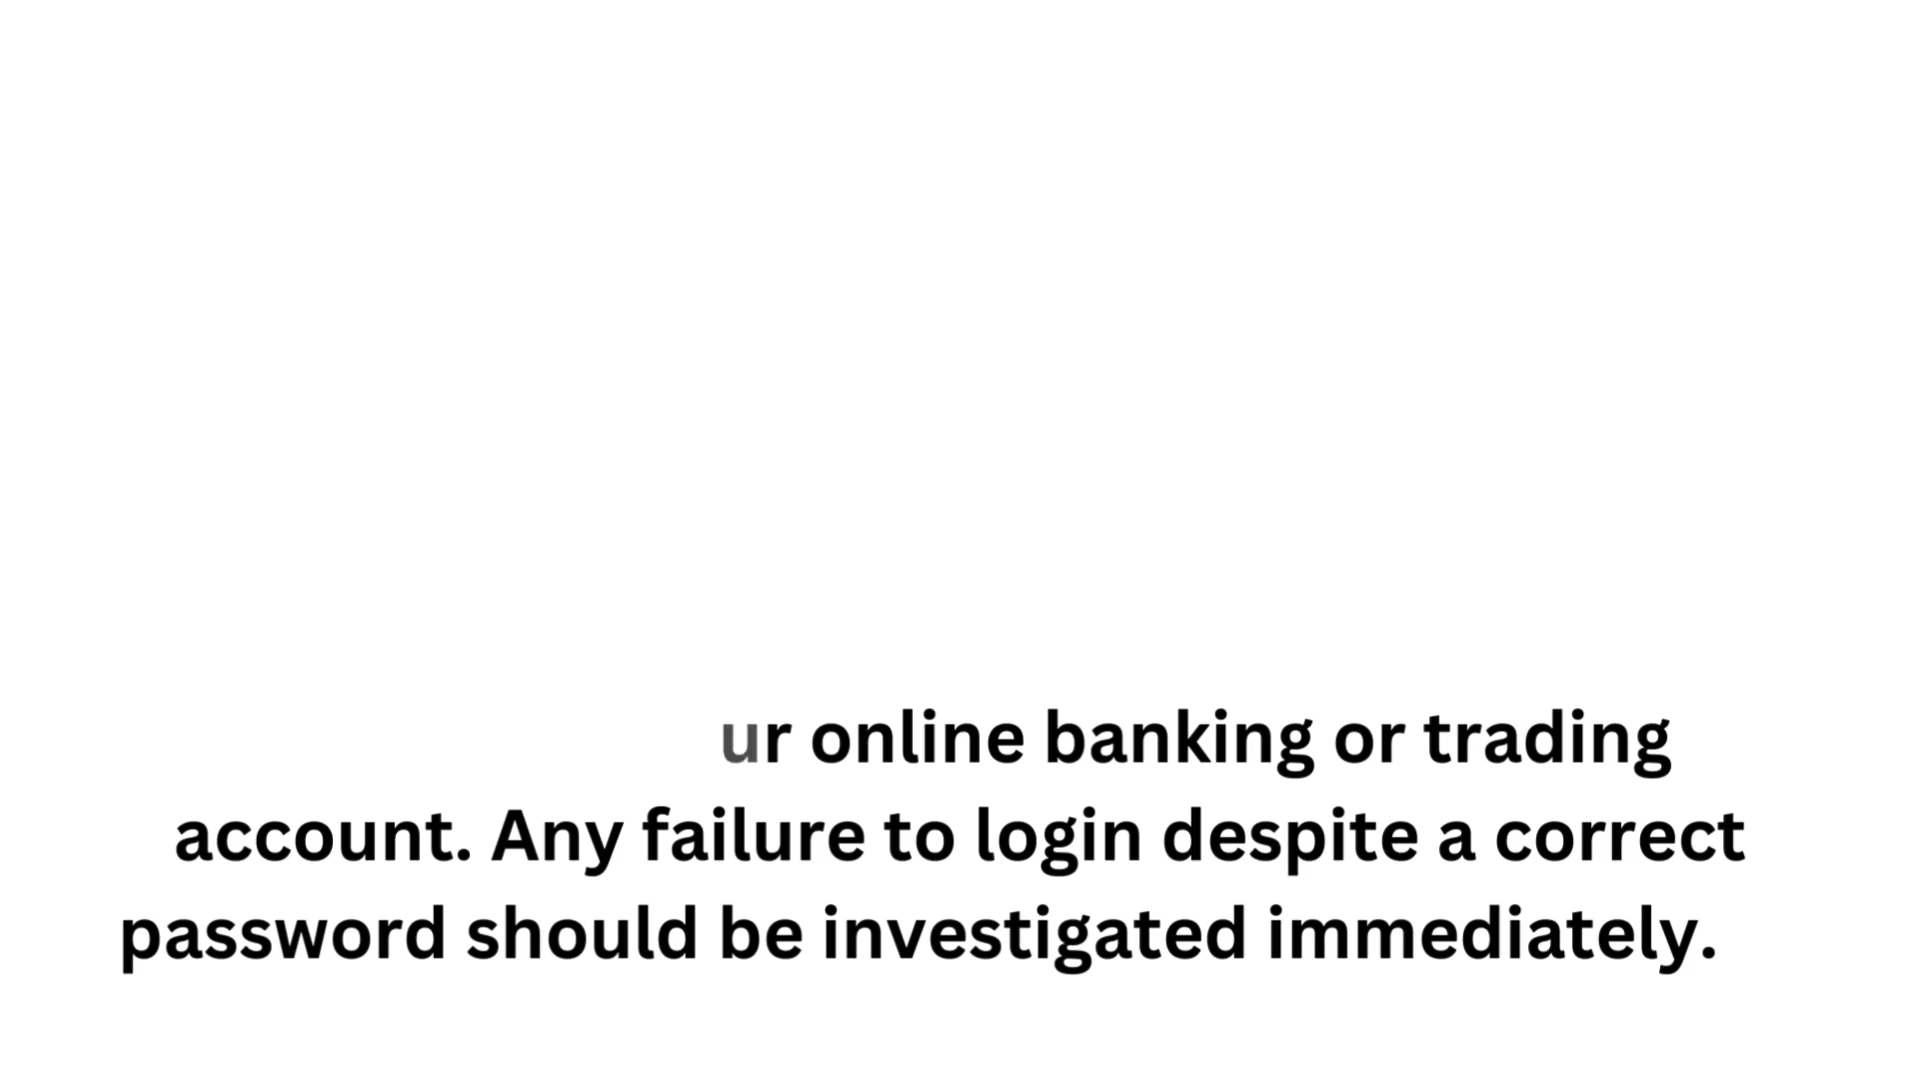 ur online banking or trading
account. Any failure to login despite a correct
password should be investigated immediately.